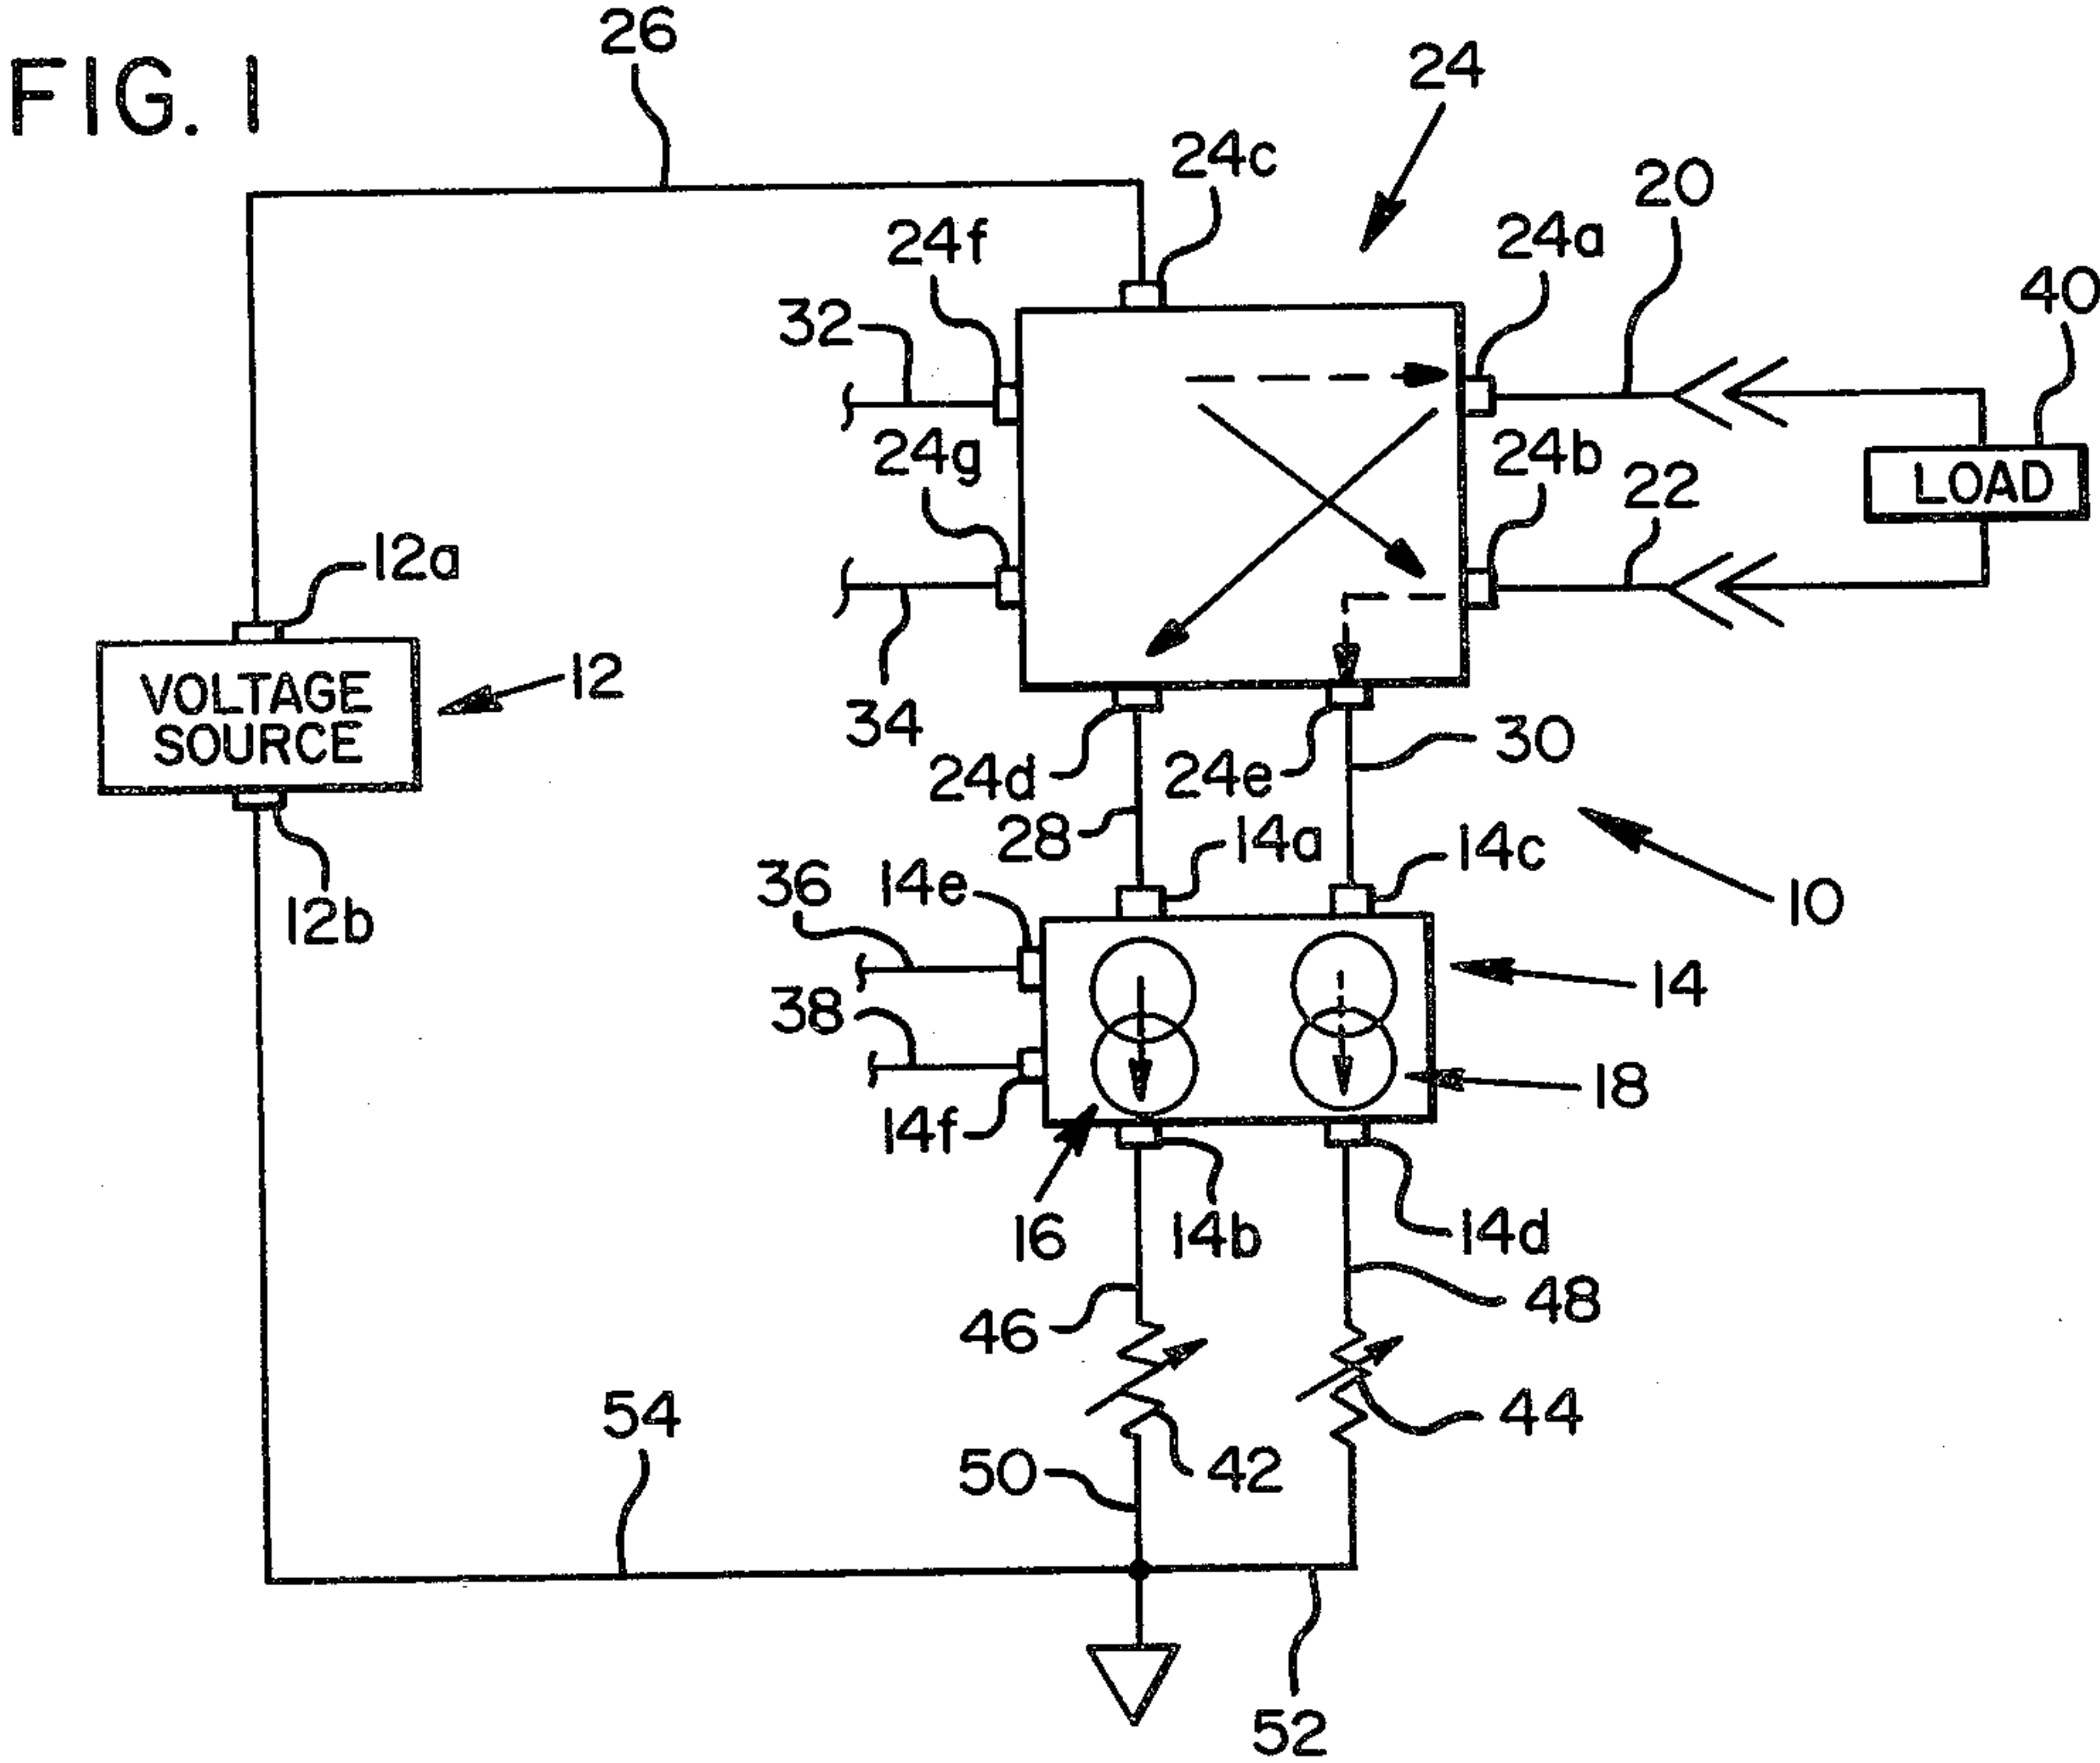 FIG. 1
26
24
24c
20
24f
24a
32
40
24g
24b
22
LOAD
12a
12
VOLTAGE
SOURCE
34
30
24d
24e
28
14a
14c
12b
36
14e
10
14
38
18
14f
16
14b
14d
48
46
54
44
50
42
52